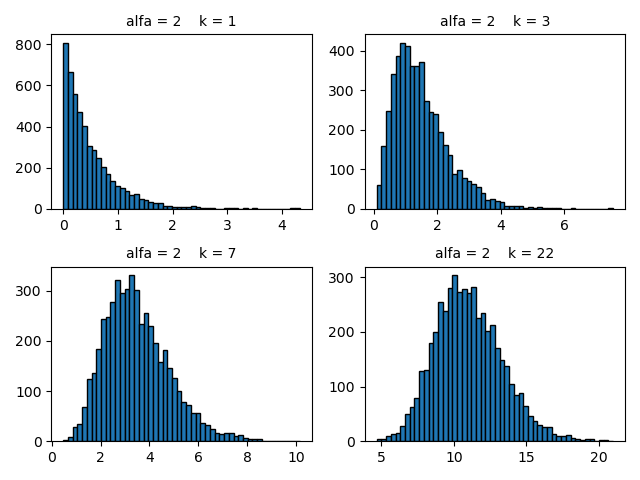 alfa = 2    k = 1
800
600
400
200
0
0 1 2 3 4
alfa = 2    k = 3
400
300
200
100
0
0 2 4 6
alfa = 2    k = 7
300
200
100
0
0 2 4 6 8 10
alfa = 2    k = 22
300
200
100
0
5 10 15 20